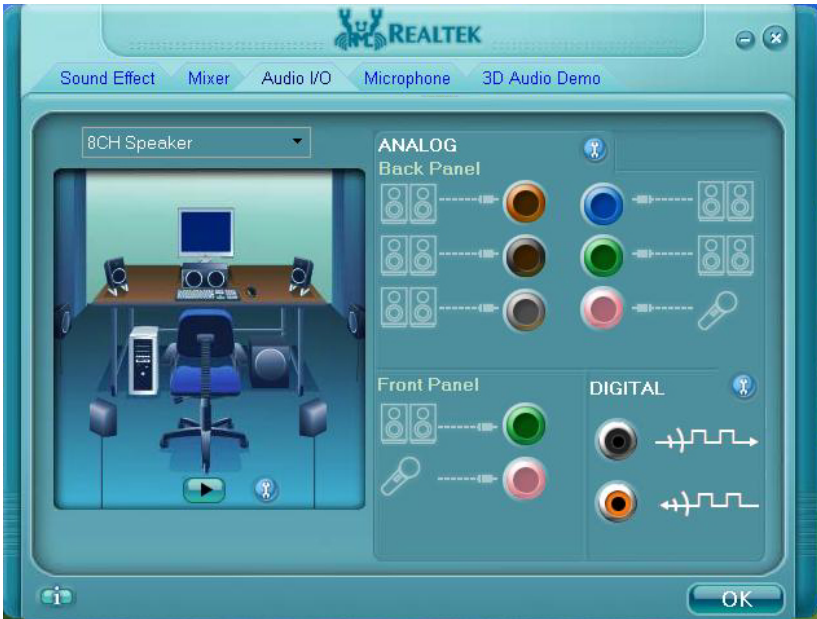 REALTEK
Sound Effect Mixer Audio I/O Microphone 3D Audio Demo
8CH Speaker
ANALOG
Back Panel
Front Panel
DIGITAL
OK